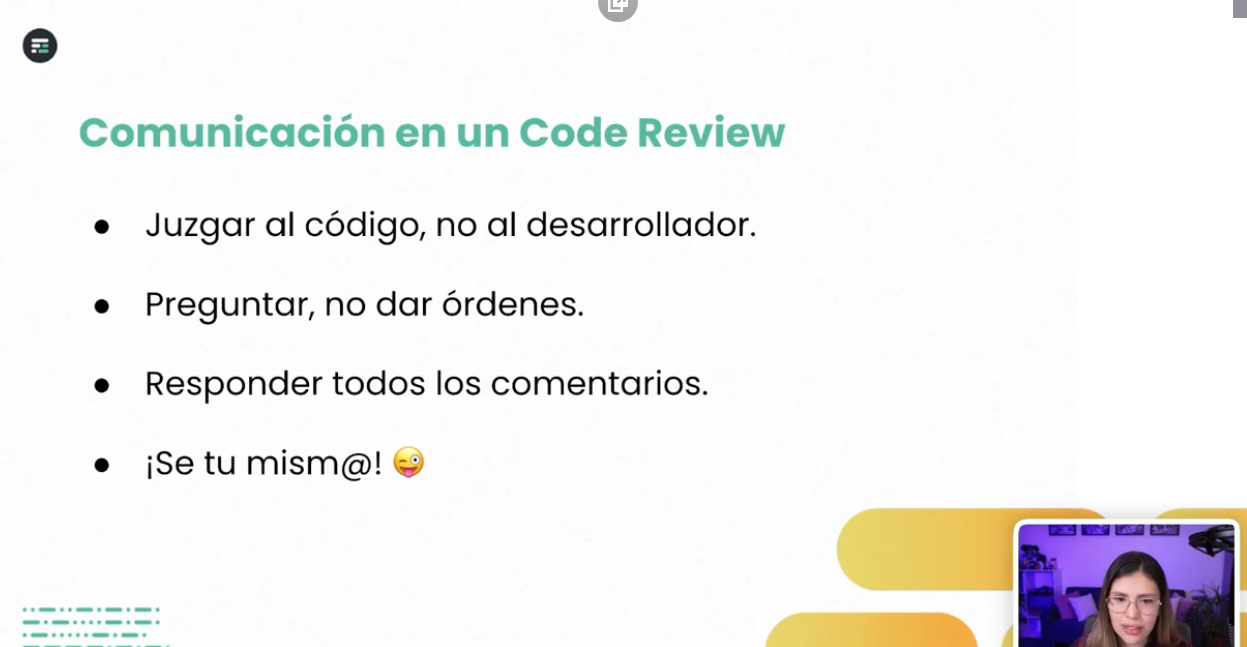 Comunicación en un Code Review
● Juzgar al código, no al desarrollador.
● Preguntar, no dar órdenes.
● Responder todos los comentarios.
● ¡Se tu mism@! 😜